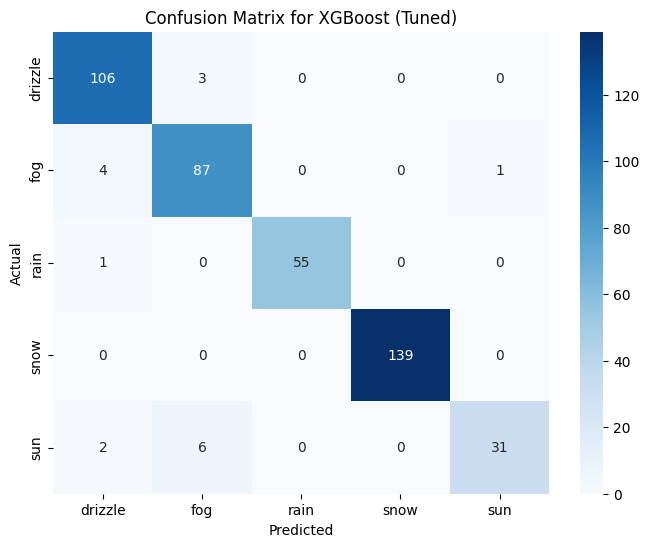 Confusion Matrix for XGBoost (Tuned)
Actual
drizzle 106 3 0 0 0
fog 4 87 0 0 1
rain 1 0 55 0 0
snow 0 0 0 139 0
sun 2 6 0 0 31
drizzle fog rain snow sun
Predicted
120
100
80
60
40
20
0